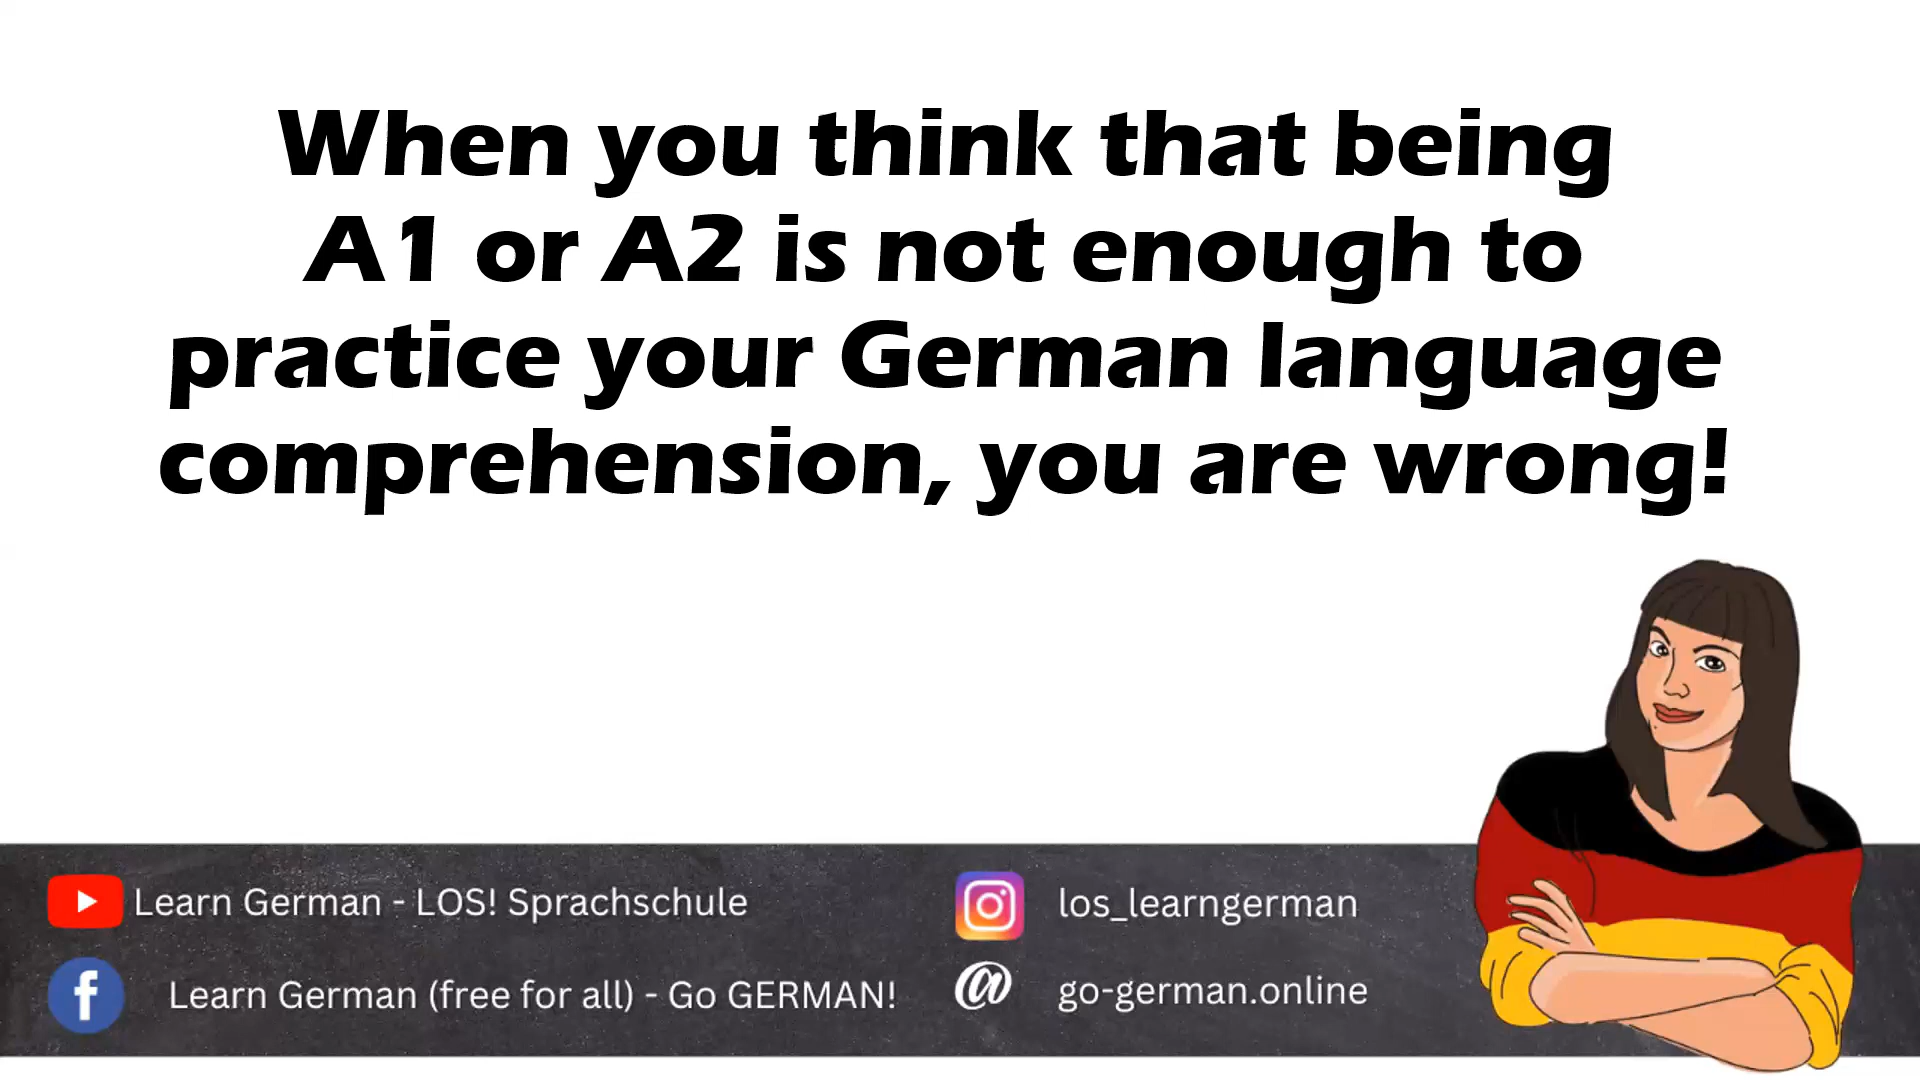 When you think that being
A1 or A2 is not enough to
practice your German language
comprehension, you are wrong!
Learn German - LOS! Sprachschule
los_learngerman
Learn German (free for all) - Go GERMAN!
go-german.online